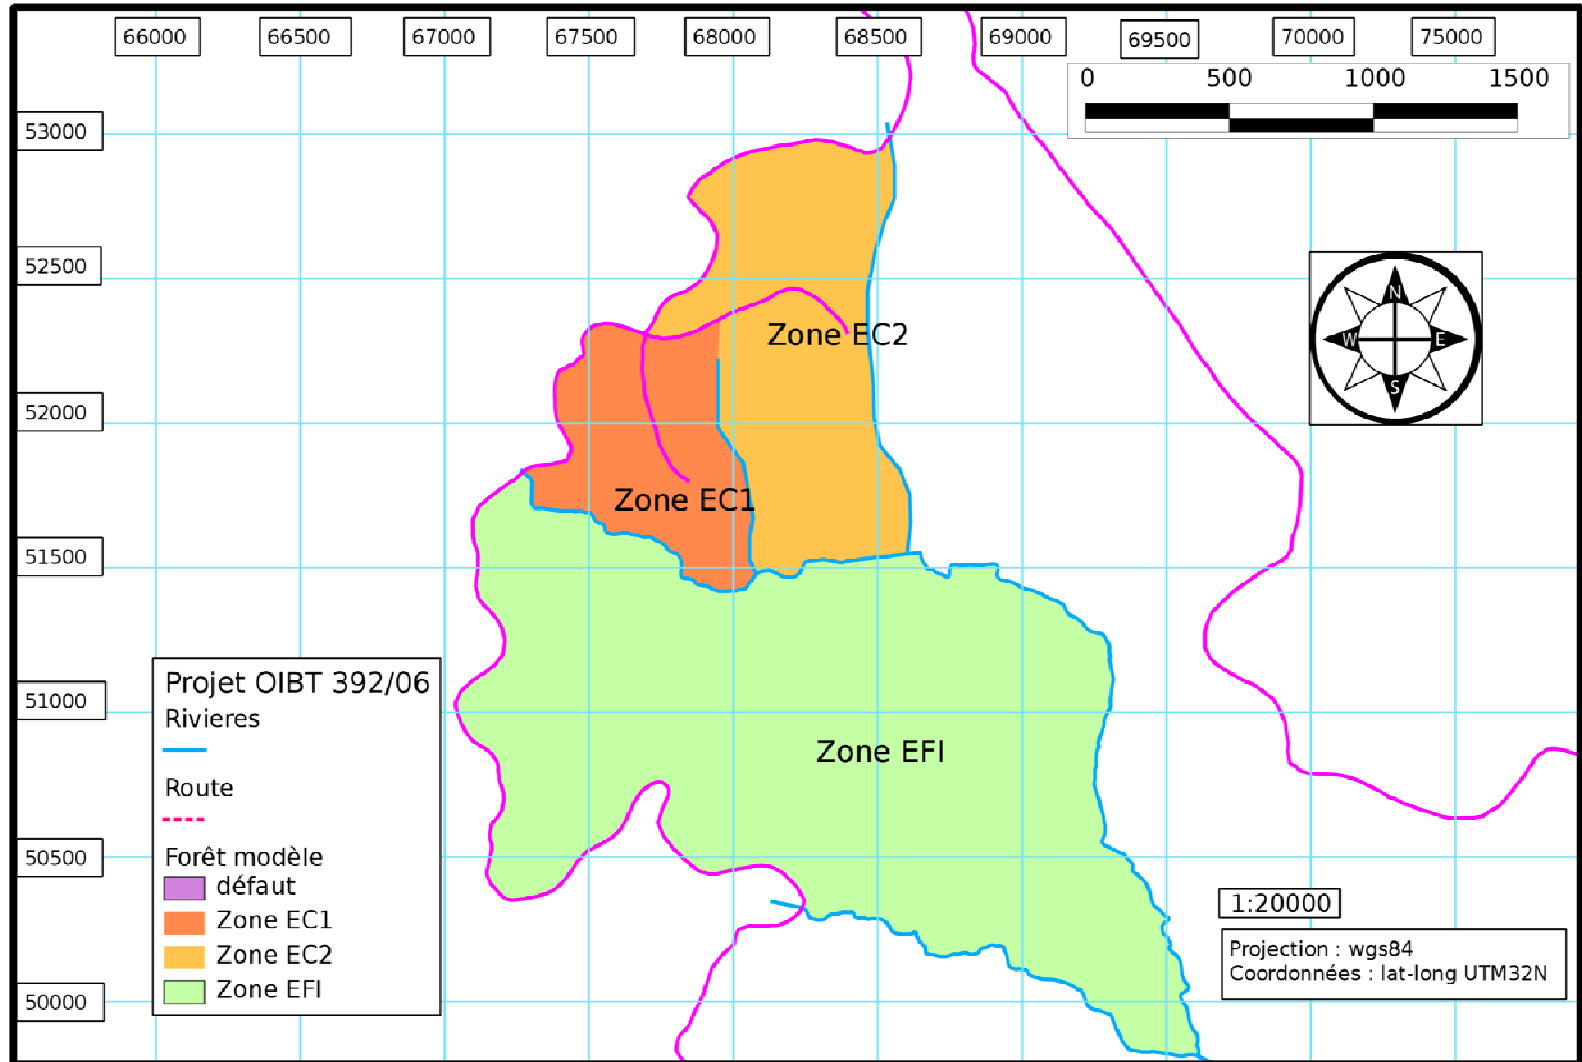 66000
66500
67000
67500
68000
68500
69000
69500
70000
75000
0 500 1000 1500
53000
52500
52000
51500
51000
50500
50000
N
W E
S
Zone EC2
Zone EC1
Zone EFI
Projet OIBT 392/06
Rivieres
Route
Forêt modèle
défaut
Zone EC1
Zone EC2
Zone EFI
1:20000
Projection : wgs84
Coordonnées : lat-long UTM32N